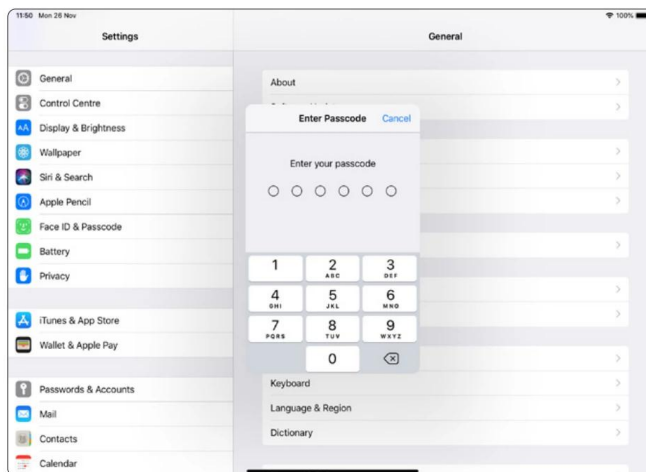 11:50 Mon 26 Nov
100%
Settings
General
General
Control Centre
Display & Brightness
Wallpaper
Siri & Search
Apple Pencil
Face ID & Passcode
Battery
Privacy
iTunes & App Store
Wallet & Apple Pay
Passwords & Accounts
Mail
Contacts
Calendar
About
Enter Passcode Cancel
Enter your passcode
1 2 3
ABC DEF
4 5 6
GHI JKL MNO
7 8 9
PQRS TUV WXYZ
0
Keyboard
Language & Region
Dictionary